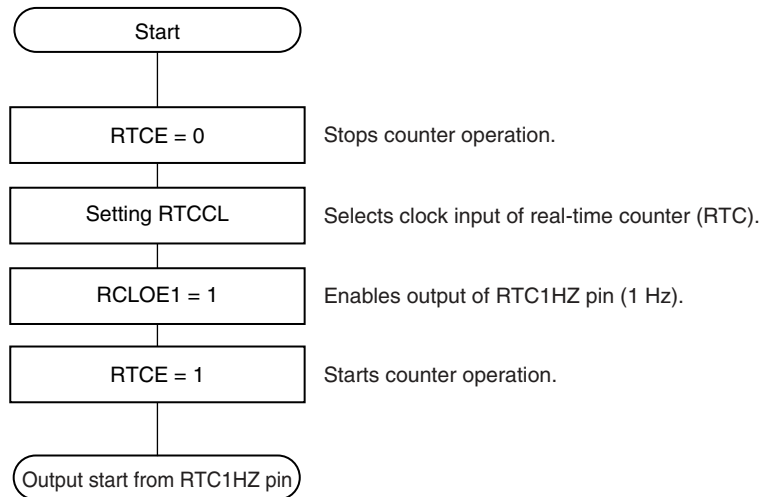 Start
RTCE = 0
Stops counter operation.
Setting RTCCL
Selects clock input of real-time counter (RTC).
RCLOE1 = 1
Enables output of RTC1HZ pin (1 Hz).
RTCE = 1
Starts counter operation.
Output start from RTC1HZ pin